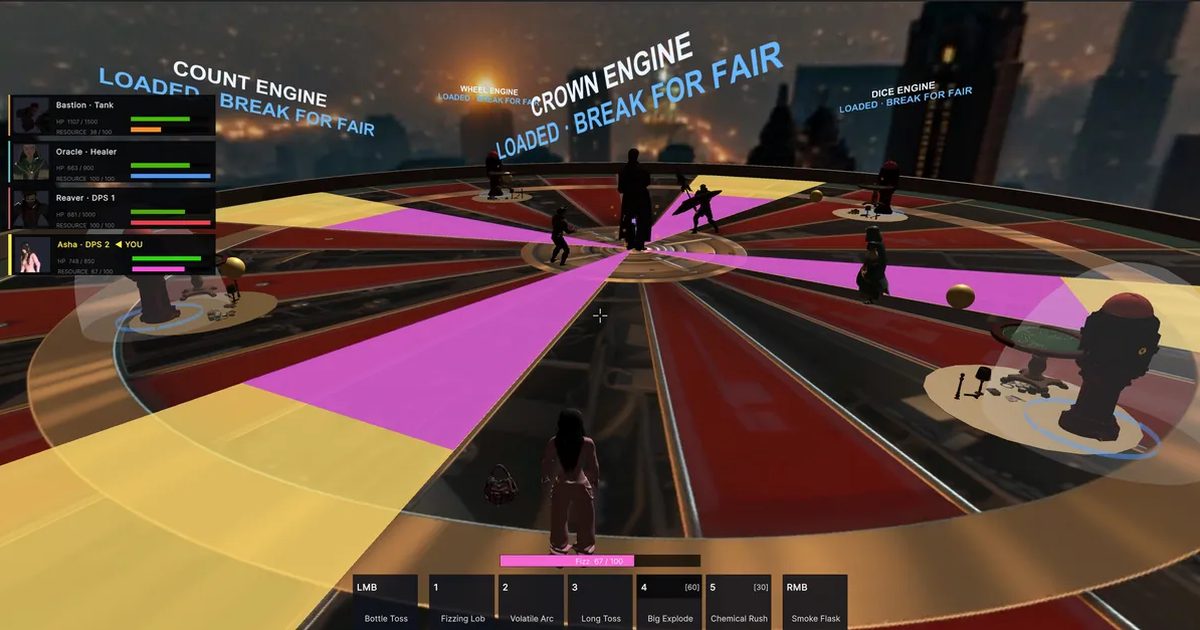 COUNT ENGINE
LOADED · BREAK FOR FAIR
WHEEL ENGINE
LOADED · BREAK FOR FA
CROWN ENGINE
LOADED · BREAK FOR FAIR
DICE ENGINE
LOADED · BREAK FOR FAIR
Bastion · Tank
HP 1107 / 1500
RESOURCE 38 / 100
Oracle · Healer
HP 663 / 900
RESOURCE 100 / 100
Reaver · DPS 1
HP 681 / 1000
RESOURCE 100 / 100
Asha · DPS 2 ◀ YOU
HP 748 / 850
RESOURCE 67 / 100
Fizz 67 / 100
LMB
Bottle Toss
1
Fizzing Lob
2
Volatile Arc
3
Long Toss
4 [60]
Big Explode
5 [30]
Chemical Rush
RMB
Smoke Flask